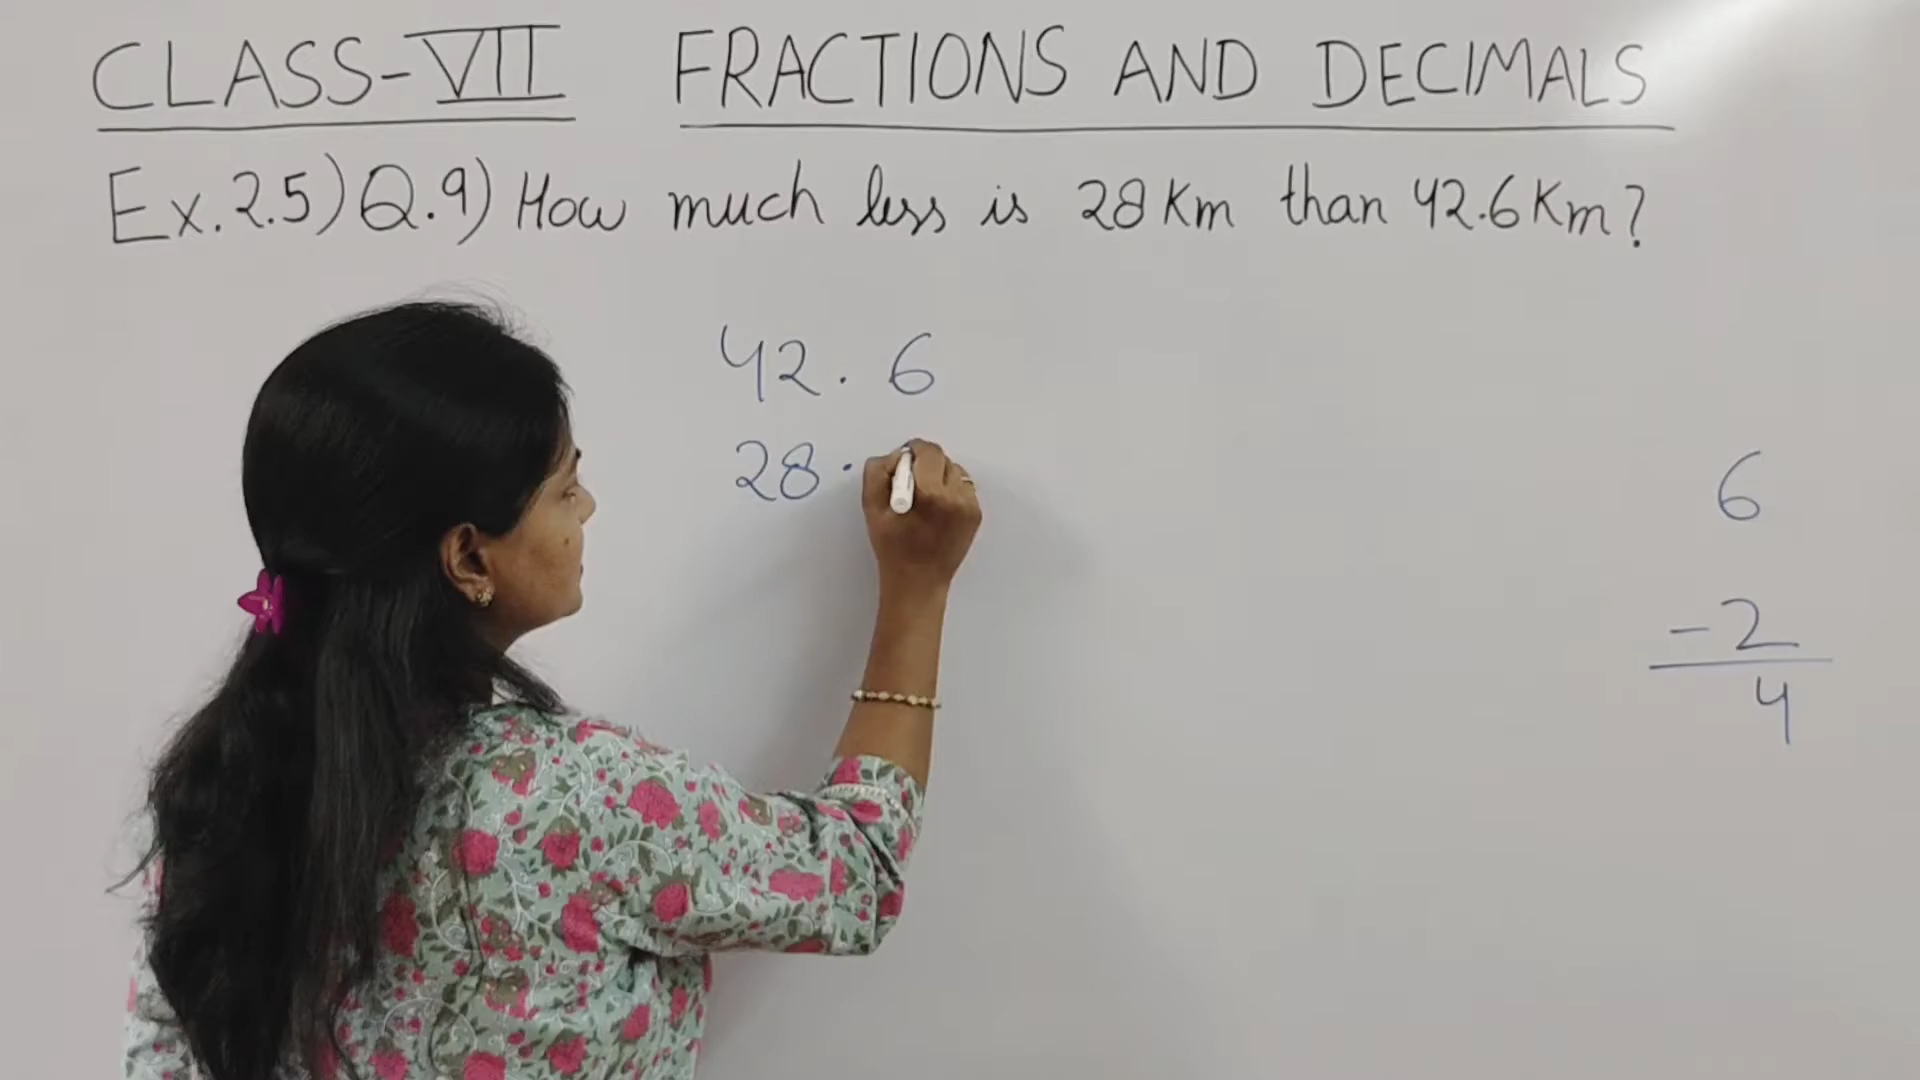 CLASS-VII FRACTIONS AND DECIMALS
Ex.2.5) Q.9) How much less is 28 Km than 42.6 Km?
42.6
28.
6
-2
4